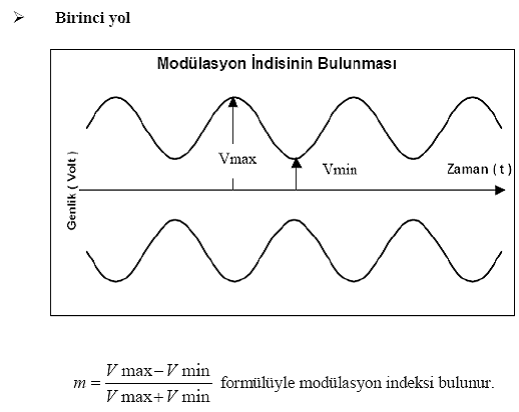 ➢ Birinci yol
Modülasyon İndisinin Bulunması
Genlik ( Volt )
Vmax
Vmin
Zaman ( t )
m = (V max − V min) / (V max + V min) formülüyle modülasyon indeksi bulunur.